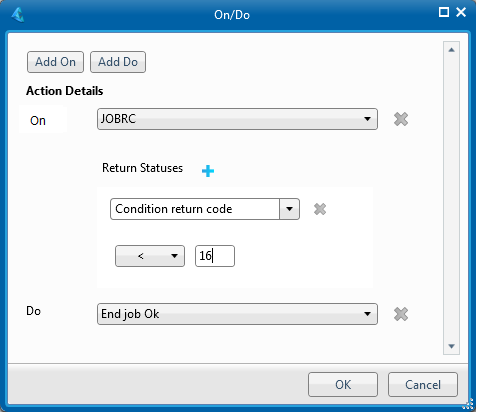 On/Do
Add On Add Do
Action Details
On JOBRC
Return Statuses
Condition return code
< 16
Do End job Ok
OK Cancel